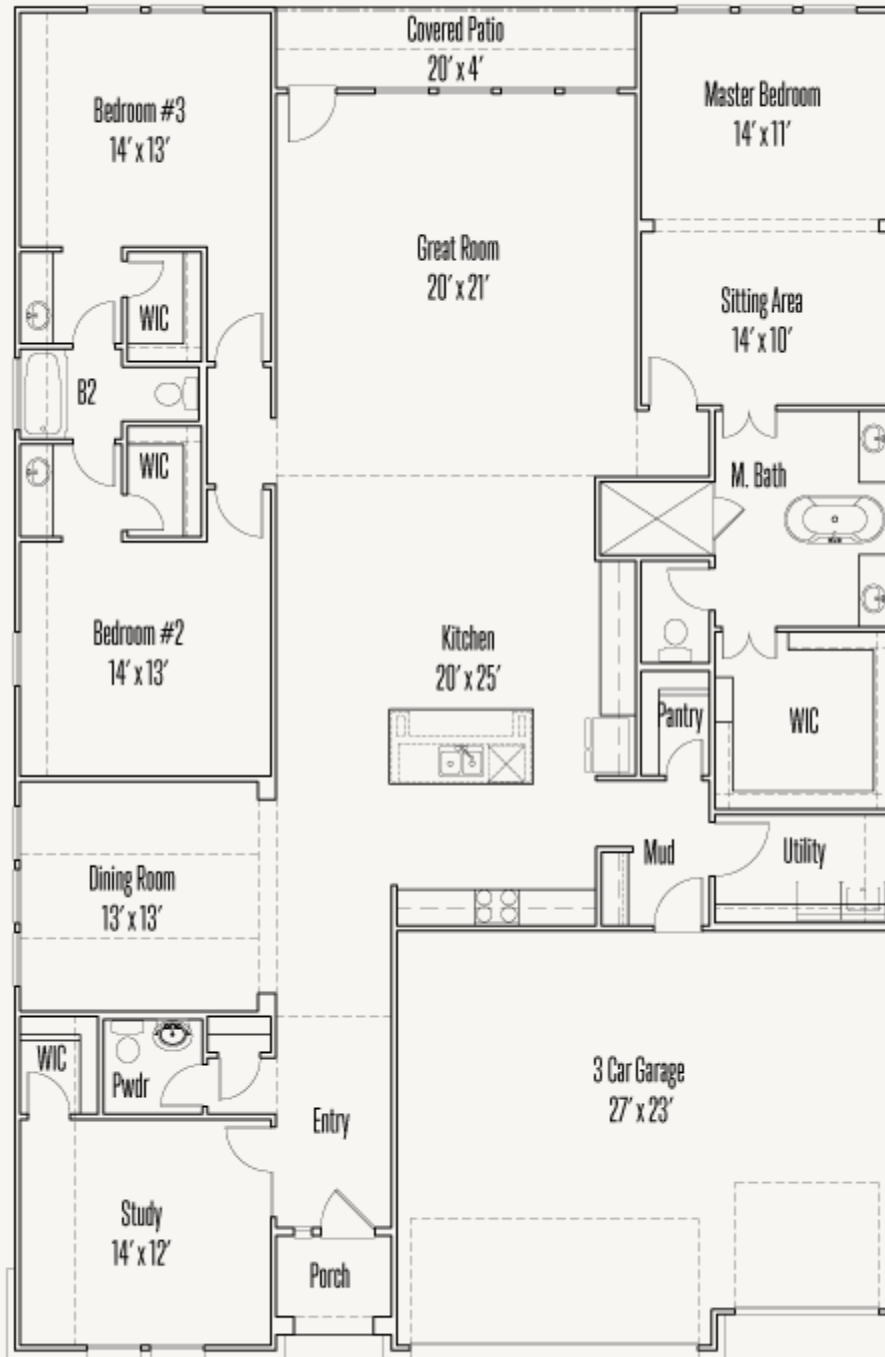 Covered Patio
20' x 4'
Bedroom #3
14' x 13'
Master Bedroom
14' x 11'
Great Room
20' x 21'
Sitting Area
14' x 10'
WIC
B2
WIC
M. Bath
Bedroom #2
14' x 13'
Kitchen
20' x 25'
Pantry
WIC
Dining Room
13' x 13'
Mud
Utility
WIC
Pwdr
3 Car Garage
27' x 23'
Entry
Study
14' x 12'
Porch